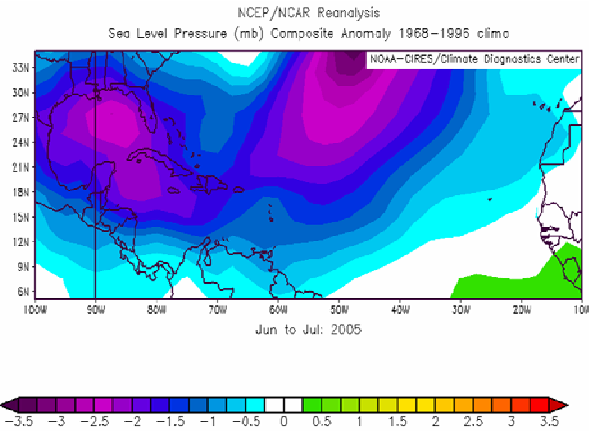 NCEP/NCAR Reanalysis
Sea Level Pressure (mb) Composite Anomaly 1968-1996 clima
NOAA-CIRES/Climate Diagnostics Center
33N
30N
27N
24N
21N
18N
15N
12N
9N
6N
100W 90W 80W 70W 60W 50W 40W 30W 20W 10W
Jun to Jul: 2005
-3.5 -3 -2.5 -2 -1.5 -1 -0.5 0 0.5 1 1.5 2 2.5 3 3.5